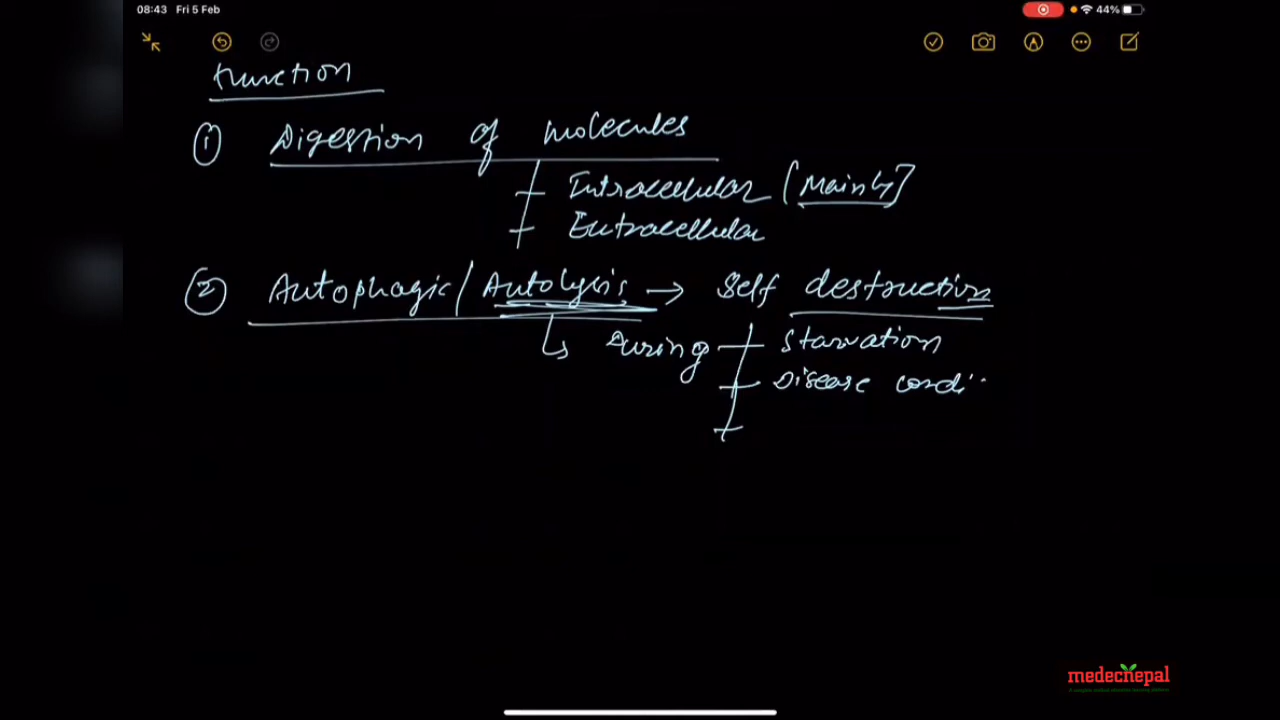 08:43 Fri 5 Feb 44%
Function
① Digestion of molecules
Intracellular [Mainly]
Extracellular
② Autophagic/Autolysis → Self destruction
↳ During Starvation
Disease condi
medecnepal